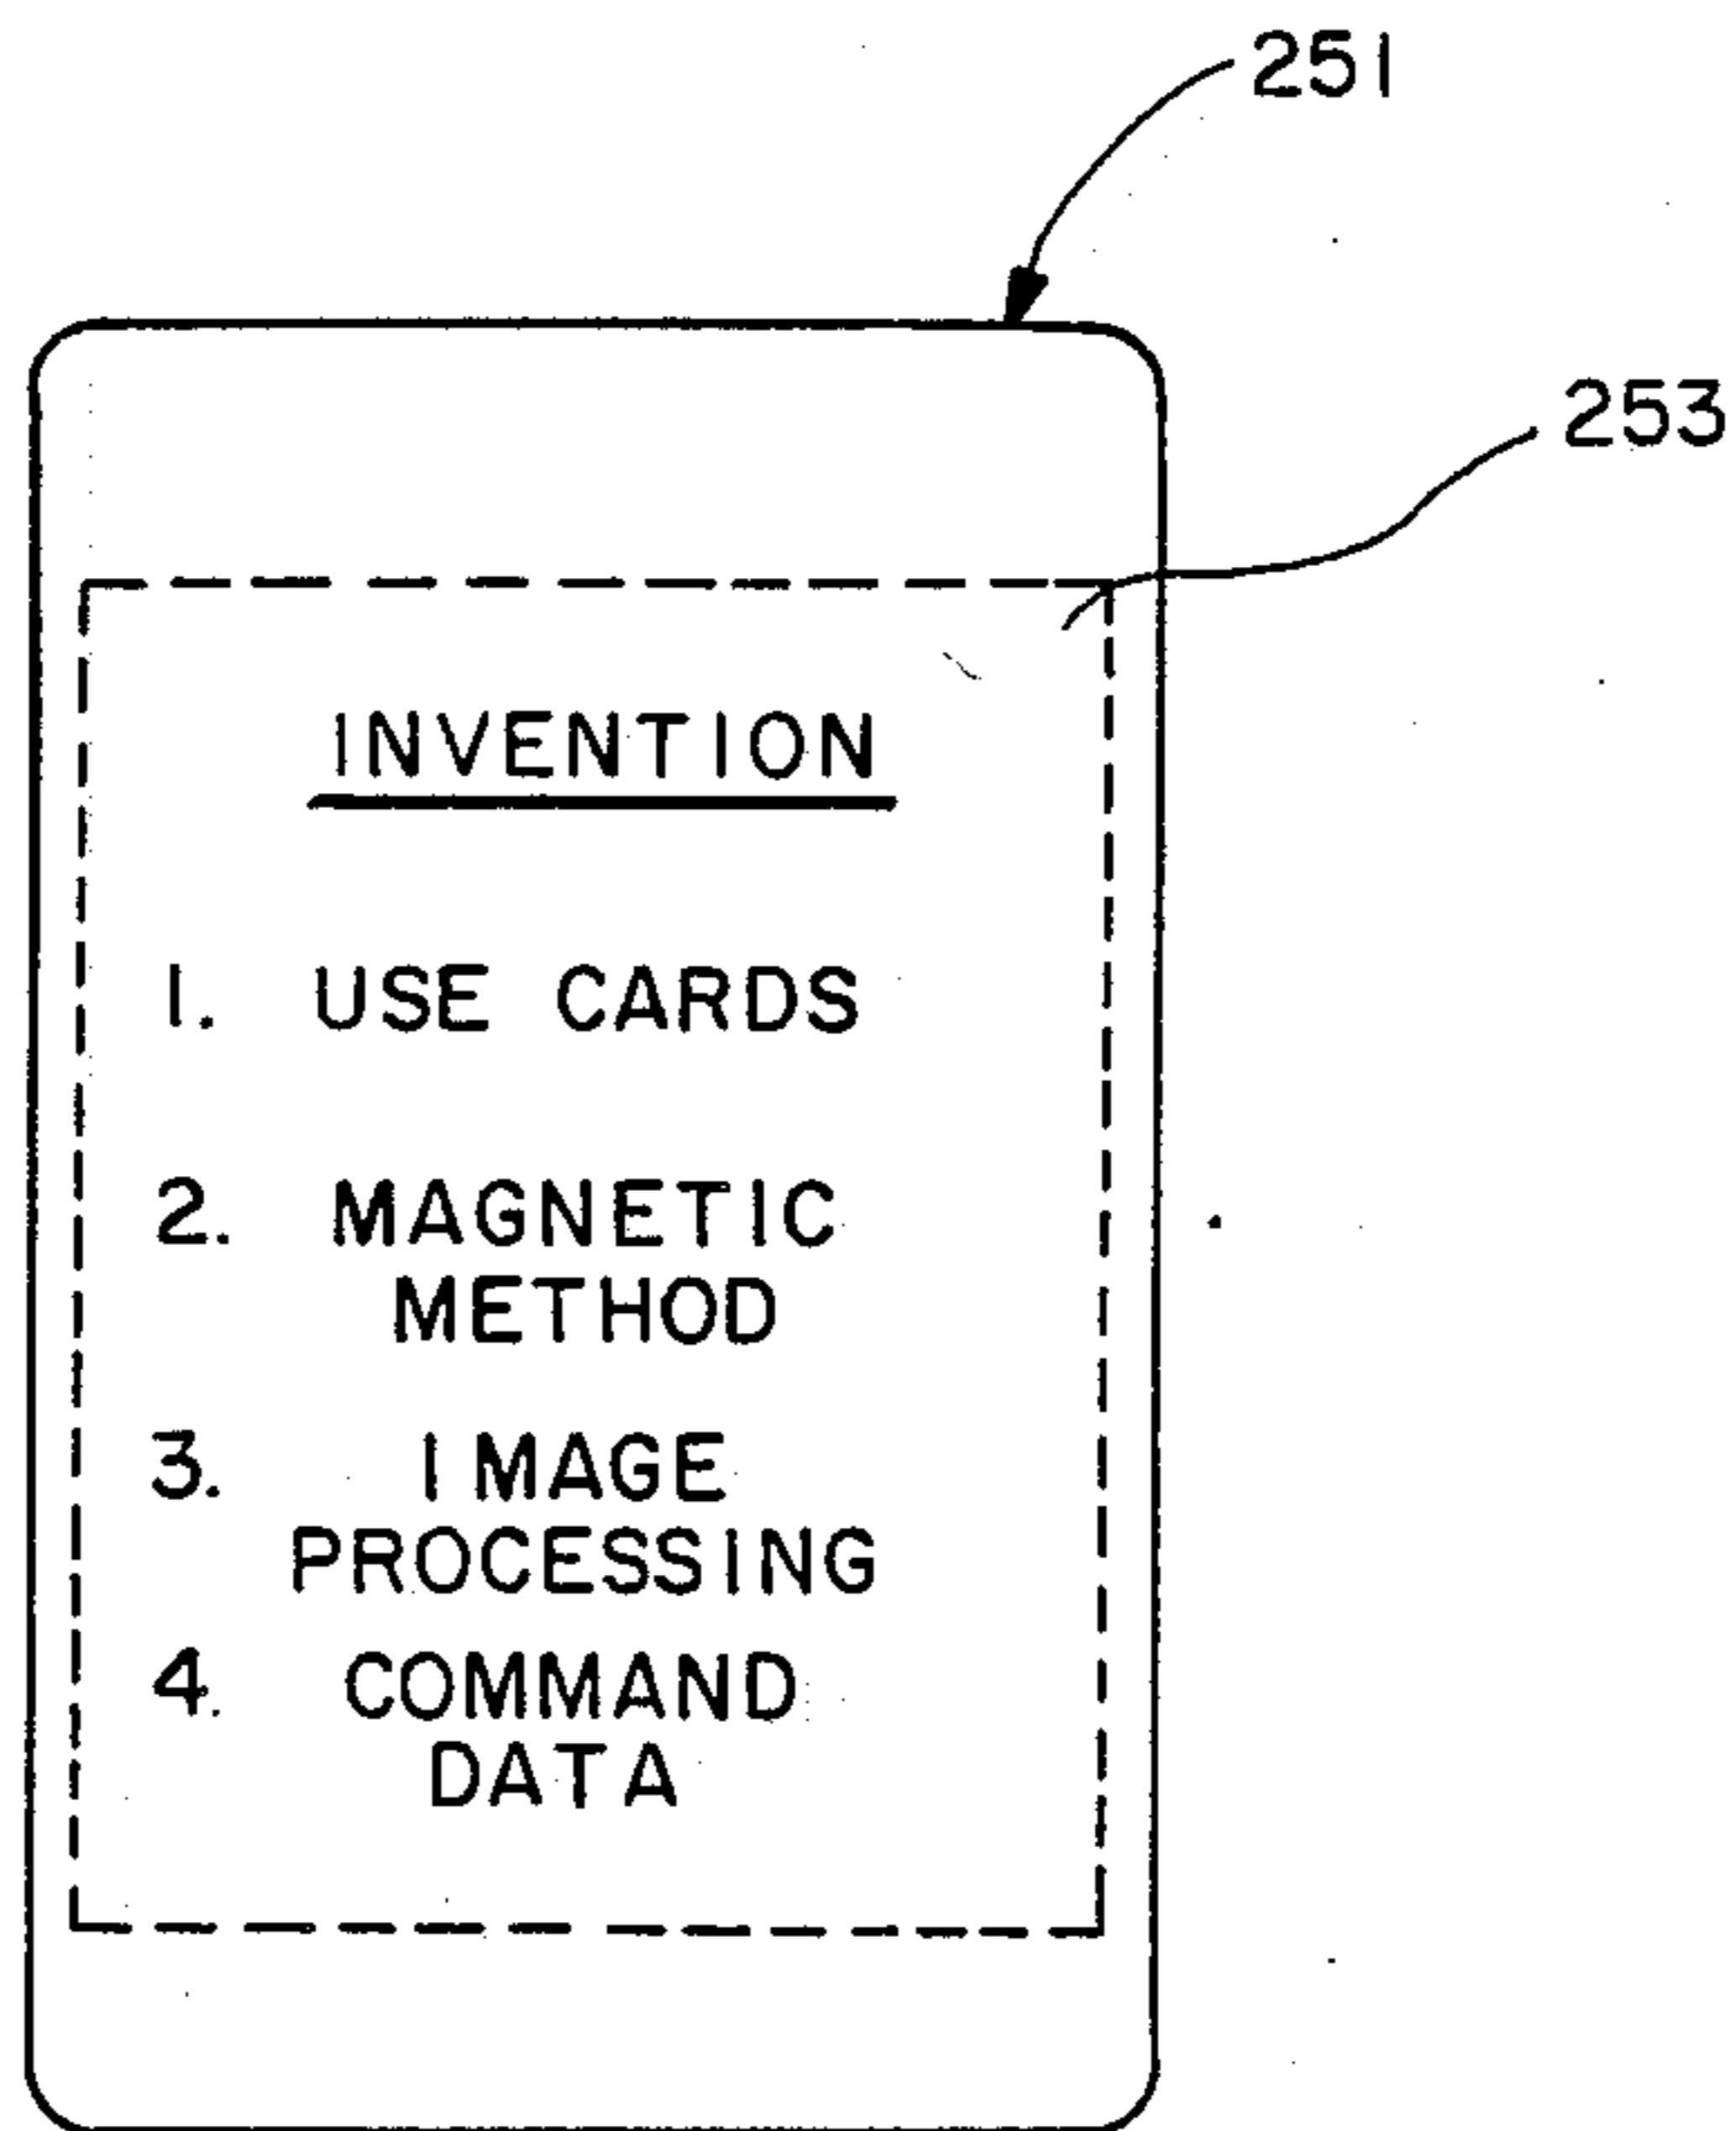 251
253
INVENTION
1. USE CARDS
2. MAGNETIC
METHOD
3. IMAGE
PROCESSING
4. COMMAND
DATA